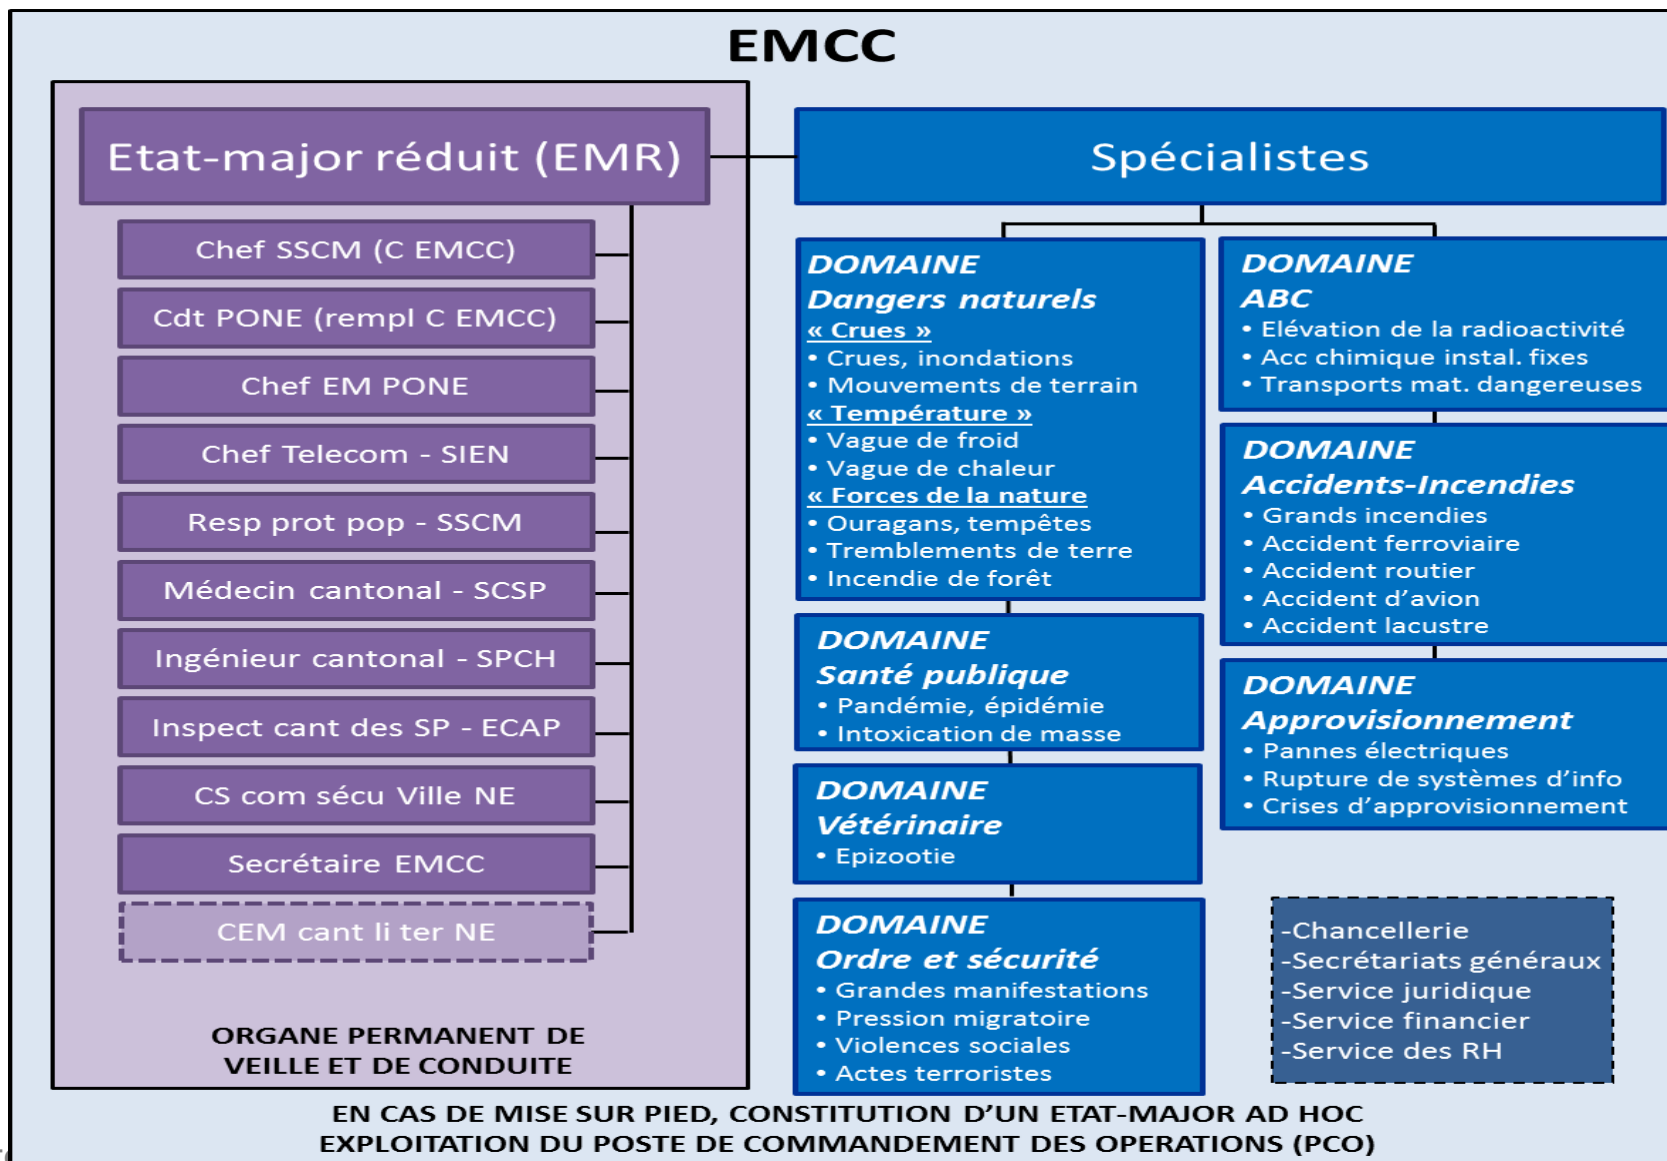 EMCC
Etat-major réduit (EMR)
Chef SSCM (C EMCC)
Cdt PONE (rempl C EMCC)
Chef EM PONE
Chef Telecom - SIEN
Resp prot pop - SSCM
Médecin cantonal - SCSP
Ingénieur cantonal - SPCH
Inspect cant des SP - ECAP
CS com sécu Ville NE
Secrétaire EMCC
CEM cant li ter NE
ORGANE PERMANENT DE
VEILLE ET DE CONDUITE
Spécialistes
DOMAINE
Dangers naturels
« Crues »
• Crues, inondations
• Mouvements de terrain
« Température »
• Vague de froid
• Vague de chaleur
« Forces de la nature
• Ouragans, tempêtes
• Tremblements de terre
• Incendie de forêt
DOMAINE
Santé publique
• Pandémie, épidémie
• Intoxication de masse
DOMAINE
Vétérinaire
• Epizootie
DOMAINE
Ordre et sécurité
• Grandes manifestations
• Pression migratoire
• Violences sociales
• Actes terroristes
DOMAINE
ABC
• Elévation de la radioactivité
• Acc chimique instal. fixes
• Transports mat. dangereuses
DOMAINE
Accidents-Incendies
• Grands incendies
• Accident ferroviaire
• Accident routier
• Accident d'avion
• Accident lacustre
DOMAINE
Approvisionnement
• Pannes électriques
• Rupture de systèmes d'info
• Crises d'approvisionnement
-Chancellerie
-Secrétariats généraux
-Service juridique
-Service financier
-Service des RH
EN CAS DE MISE SUR PIED, CONSTITUTION D'UN ETAT-MAJOR AD HOC
EXPLOITATION DU POSTE DE COMMANDEMENT DES OPERATIONS (PCO)